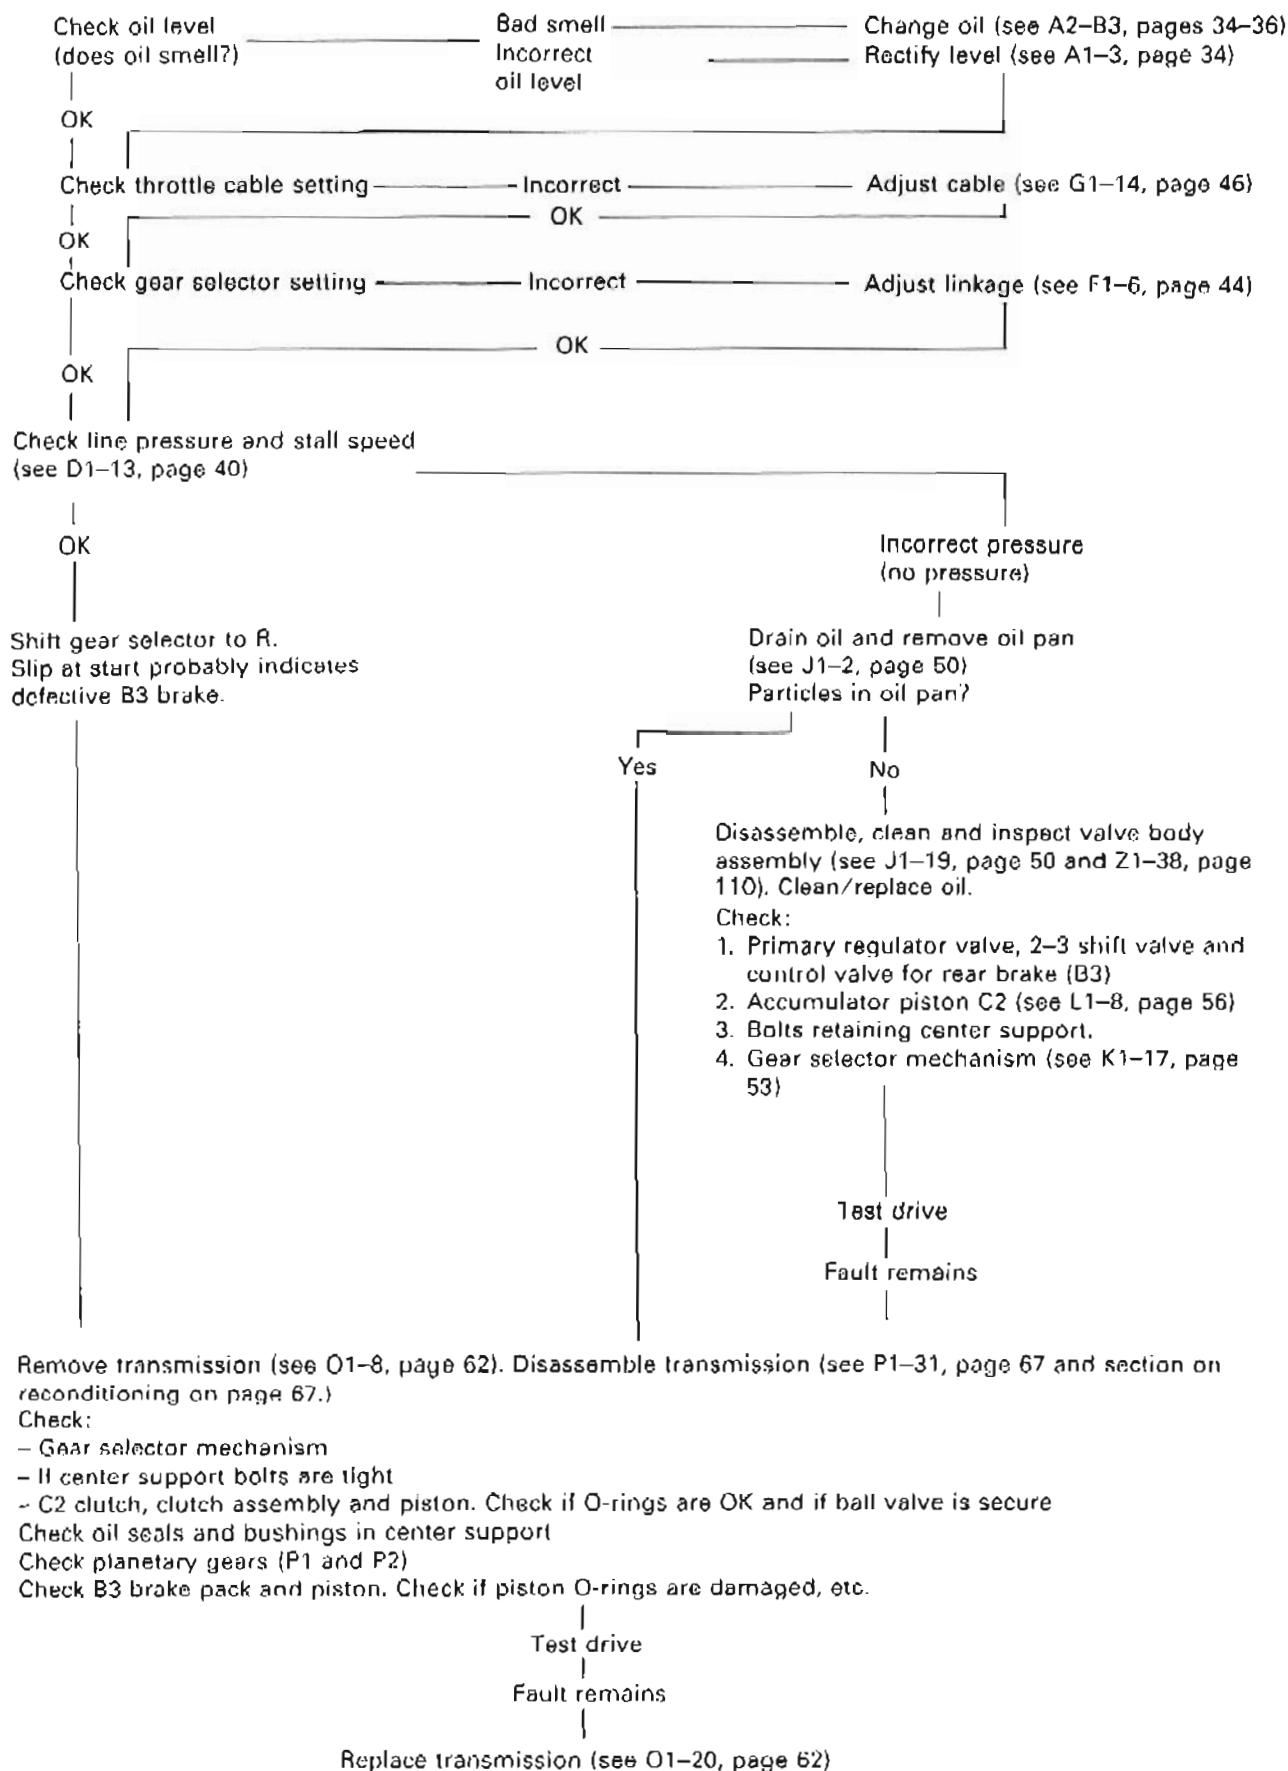 Check oil level
(does oil smell?)
Bad smell
Incorrect
oil level
Change oil (see A2–B3, pages 34–36)
Rectify level (see A1–3, page 34)
OK
Check throttle cable setting
Incorrect
Adjust cable (see G1–14, page 46)
OK
OK
Check gear selector setting
Incorrect
Adjust linkage (see F1–6, page 44)
OK
OK
Check line pressure and stall speed
(see D1–13, page 40)
OK
Incorrect pressure
(no pressure)
Shift gear selector to R.
Slip at start probably indicates
defective B3 brake.
Drain oil and remove oil pan
(see J1–2, page 50)
Particles in oil pan?
Yes
No
Disassemble, clean and inspect valve body
assembly (see J1–19, page 50 and Z1–38, page
110). Clean/replace oil.
Check:
1. Primary regulator valve, 2–3 shift valve and
control valve for rear brake (B3)
2. Accumulator piston C2 (see L1–8, page 56)
3. Bolts retaining center support.
4. Gear selector mechanism (see K1–17, page
53)
Test drive
Fault remains
Remove transmission (see O1–8, page 62). Disassemble transmission (see P1–31, page 67 and section on
reconditioning on page 67.)
Check:
– Gear selector mechanism
– If center support bolts are tight
– C2 clutch, clutch assembly and piston. Check if O-rings are OK and if ball valve is secure
Check oil seals and bushings in center support
Check planetary gears (P1 and P2)
Check B3 brake pack and piston. Check if piston O-rings are damaged, etc.
Test drive
Fault remains
Replace transmission (see O1–20, page 62)